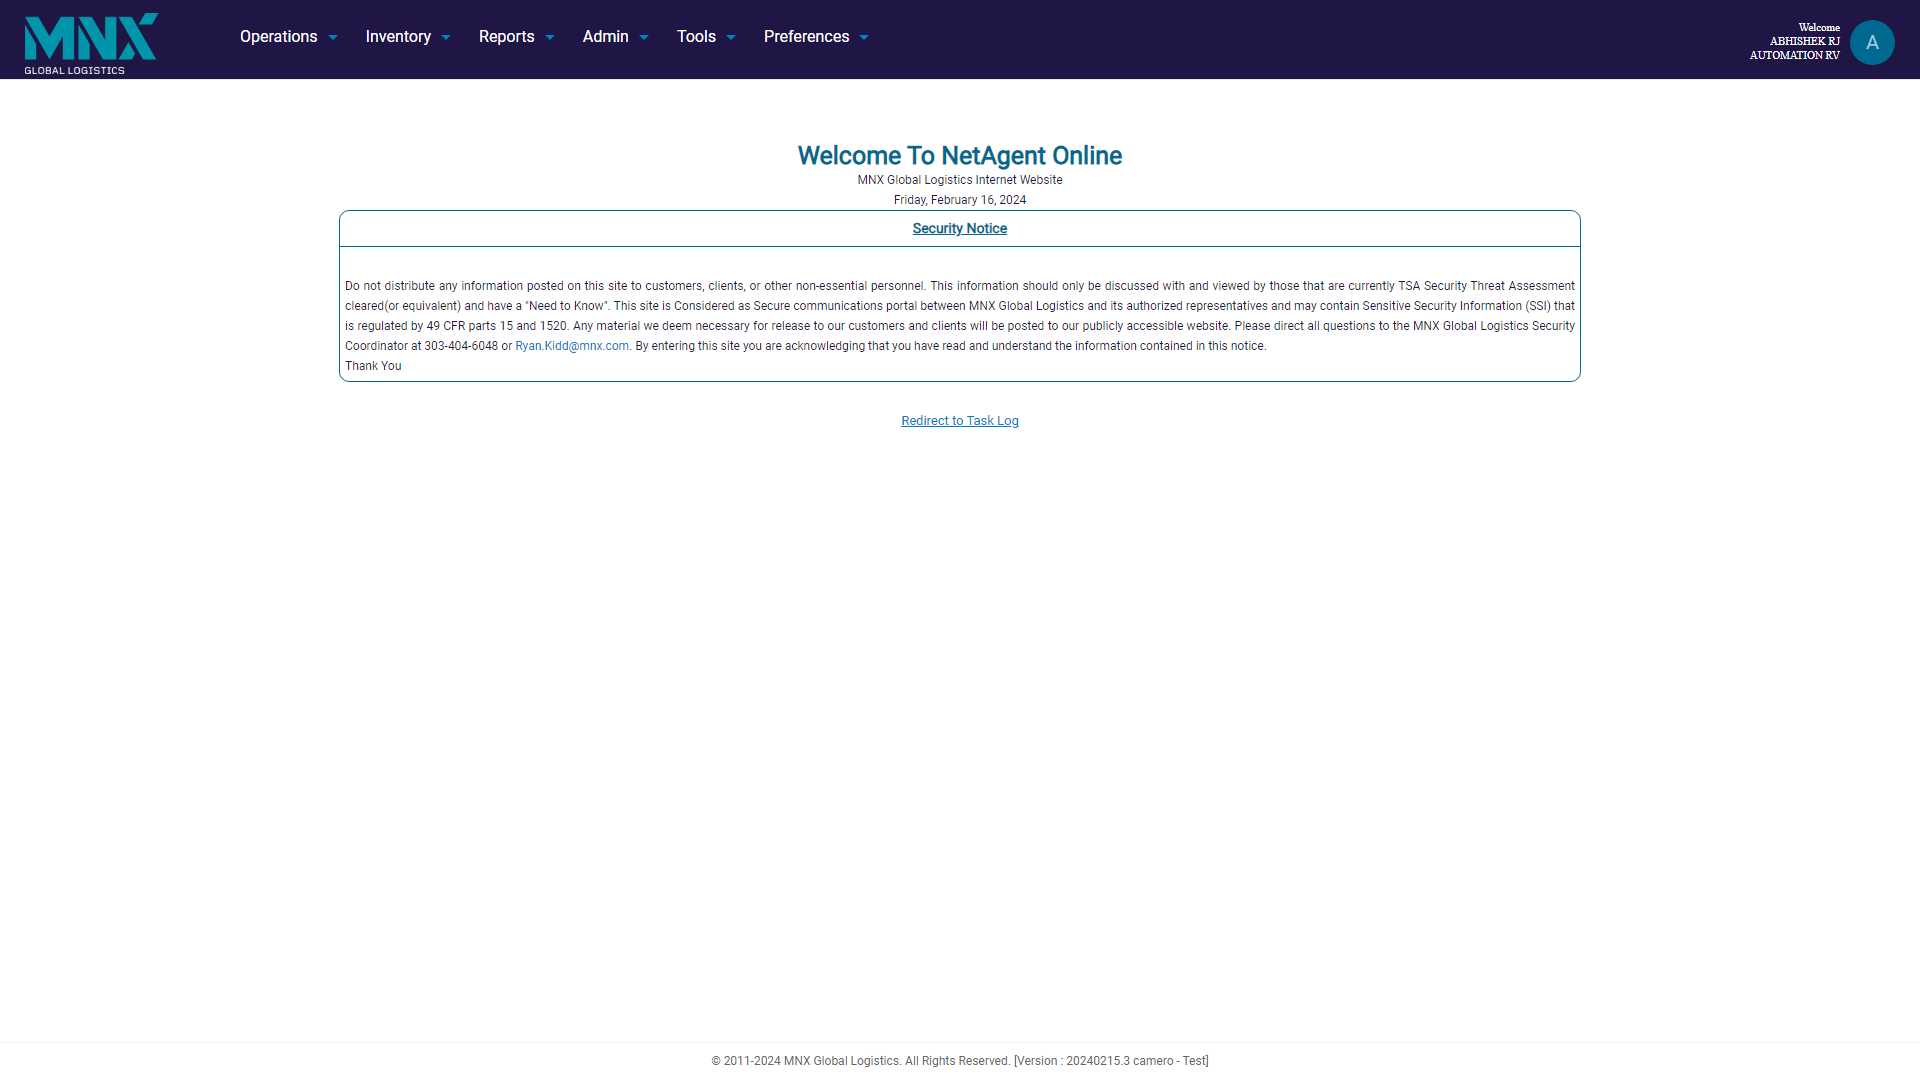 MNX
GLOBAL LOGISTICS
Operations
Inventory
Reports
Admin
Tools
Preferences
Welcome
ABHISHEK RJ
AUTOMATION RV
A
Welcome To NetAgent Online
MNX Global Logistics Internet Website
Friday, February 16, 2024
Security Notice
Do not distribute any information posted on this site to customers, clients, or other non-essential personnel. This information should only be discussed with and viewed by those that are currently TSA Security Threat Assessment
cleared(or equivalent) and have a "Need to Know". This site is Considered as Secure communications portal between MNX Global Logistics and its authorized representatives and may contain Sensitive Security Information (SSI) that
is regulated by 49 CFR parts 15 and 1520. Any material we deem necessary for release to our customers and clients will be posted to our publicly accessible website. Please direct all questions to the MNX Global Logistics Security
Coordinator at 303-404-6048 or Ryan.Kidd@mnx.com. By entering this site you are acknowledging that you have read and understand the information contained in this notice.
Thank You
Redirect to Task Log
© 2011-2024 MNX Global Logistics. All Rights Reserved. [Version : 20240215.3 camero - Test]